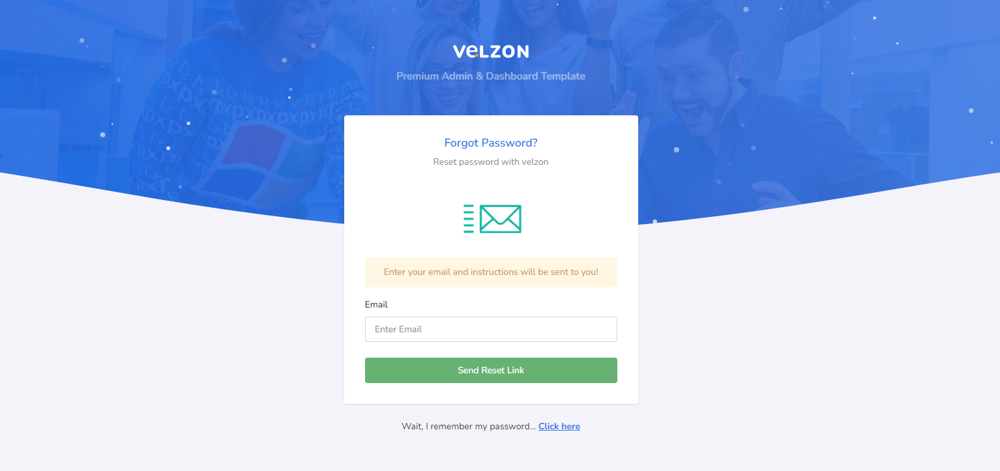 VELZON
Premium Admin & Dashboard Template
Forgot Password?
Reset password with velzon
Enter your email and instructions will be sent to you!
Email
Enter Email
Send Reset Link
Wait, I remember my password... Click here